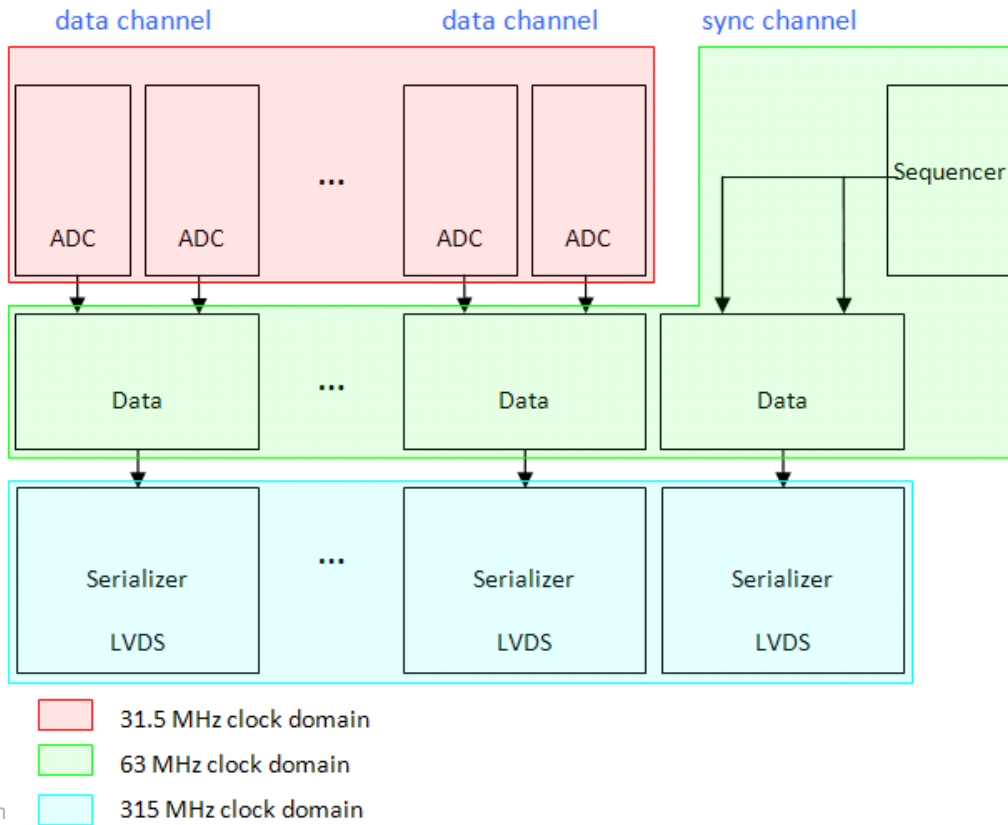 data channel
data channel
sync channel
Sequencer
...
ADC
ADC
ADC
ADC
...
Data
Data
Data
...
Serializer
LVDS
Serializer
LVDS
Serializer
LVDS
31.5 MHz clock domain
63 MHz clock domain
315 MHz clock domain